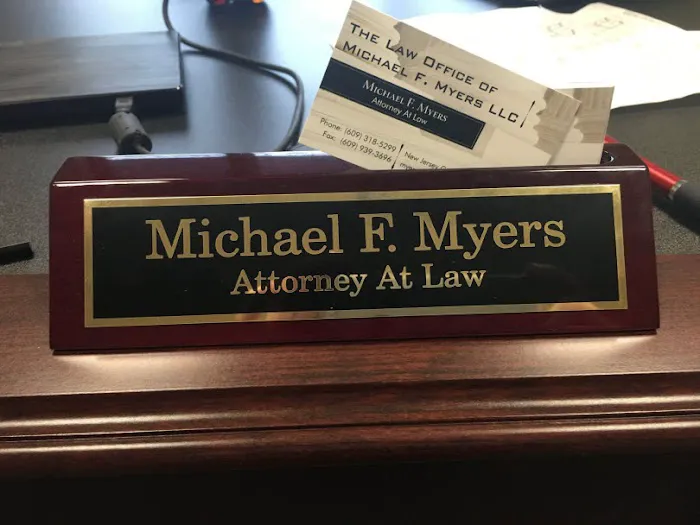 THE LAW OFFICE OF
MICHAEL F. MYERS LLC
MICHAEL F. MYERS
Attorney At Law
Phone: (609) 318-5299
Fax: (609) 939-3696
New Jersey
Michael F. Myers
Attorney At Law